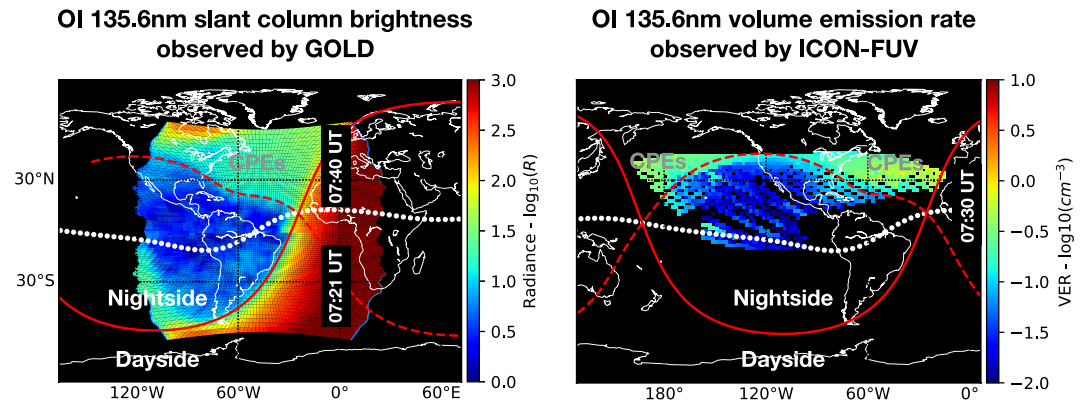 OI 135.6nm slant column brightness
observed by GOLD
OI 135.6nm volume emission rate
observed by ICON-FUV
CPEs
07:40 UT
07:21 UT
Nightside
Dayside
30°N
30°S
120°W
60°W
0°
60°E
3.0
2.5
2.0
1.5
1.0
0.5
0.0
Radiance - log10(R)
CPEs
CPEs
07:30 UT
Nightside
Dayside
180°
120°W
60°W
0°
1.0
0.5
0.0
−0.5
−1.0
−1.5
−2.0
VER - log10(cm⁻³)